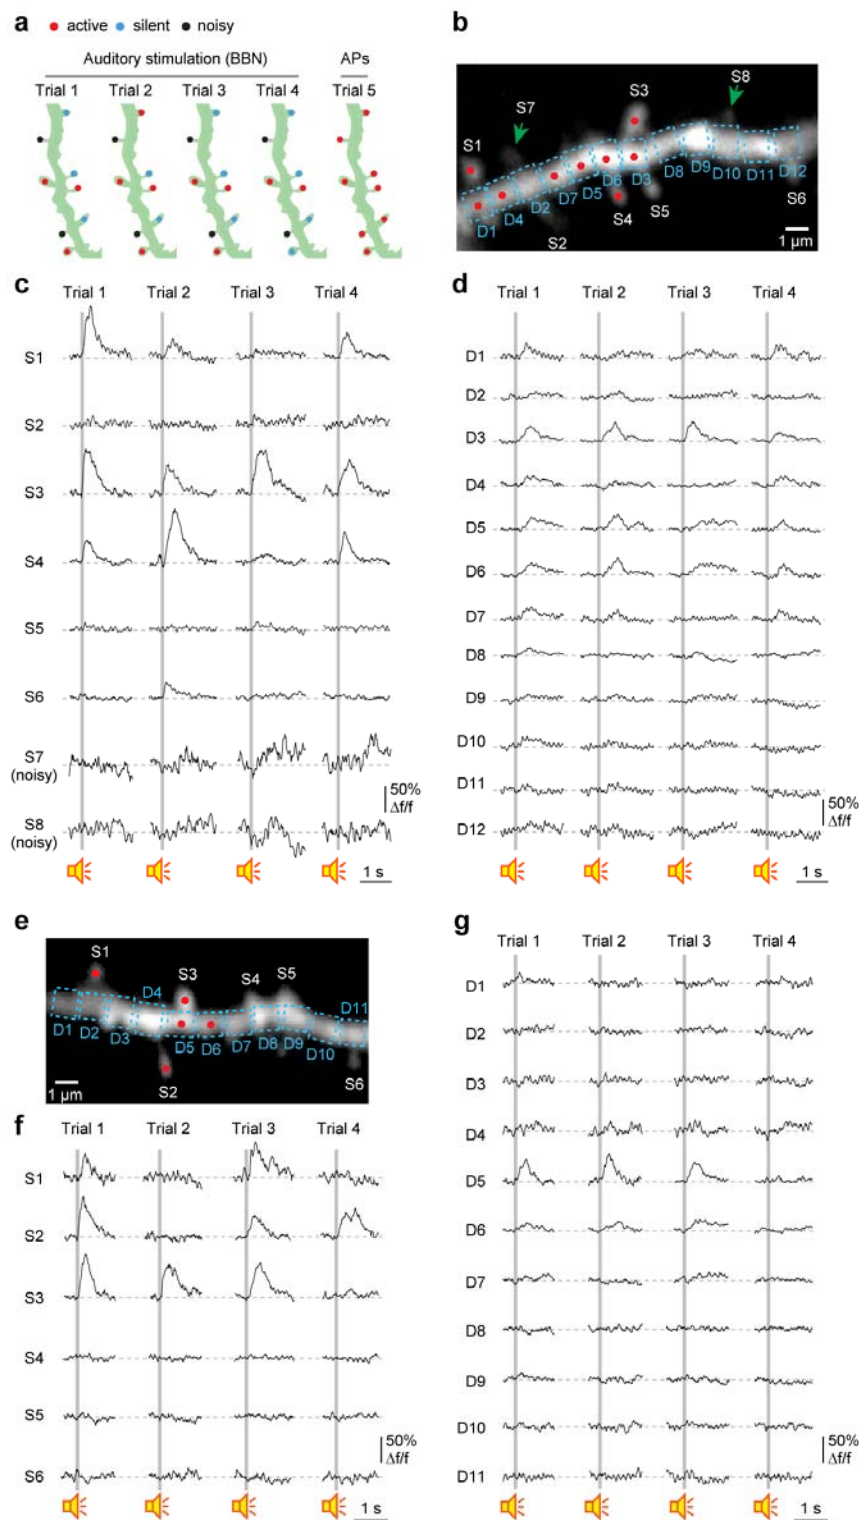 a
active silent noisy
Auditory stimulation (BBN) APs
Trial 1 Trial 2 Trial 3 Trial 4 Trial 5
b
S1 S7 S3 S8
D1 D4 D2 D7 D5 D6 D3 D8 D9 D10 D11 D12
S2 S4 S5 S6
1 µm
c
Trial 1 Trial 2 Trial 3 Trial 4
S1
S2
S3
S4
S5
S6
S7
(noisy)
50%
Δf/f
S8
(noisy)
1 s
d
Trial 1 Trial 2 Trial 3 Trial 4
D1
D2
D3
D4
D5
D6
D7
D8
D9
D10
D11
50%
Δf/f
D12
1 s
e
S1 S3 S4 S5
D4 D11
D1 D2 D3 D5 D6 D7 D8 D9 D10
1 µm
S2 S6
f
Trial 1 Trial 2 Trial 3 Trial 4
S1
S2
S3
S4
S5
50%
Δf/f
S6
1 s
g
Trial 1 Trial 2 Trial 3 Trial 4
D1
D2
D3
D4
D5
D6
D7
D8
D9
D10
50%
Δf/f
D11
1 s